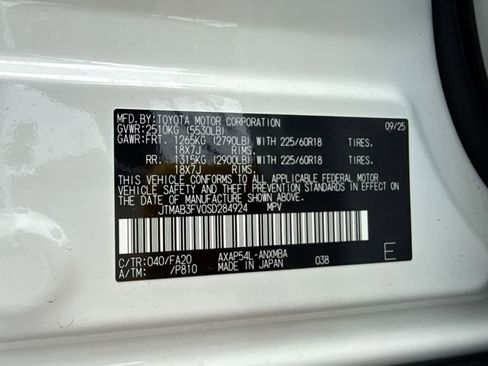 MFD.BY: TOYOTA MOTOR CORPORATION 09/25
GVWR: 2510KG (5530LB)
GAWR: FRT. 1265KG (2790LB) WITH 225/60R18 TIRES.
18X7J RIMS.
RR. 1315KG (2900LB) WITH 225/60R18 TIRES.
18X7J RIMS.
THIS VEHICLE CONFORMS TO ALL APPLICABLE FEDERAL MOTOR
VEHICLE SAFETY AND THEFT PREVENTION STANDARDS IN EFFECT ON
THE DATE OF MANUFACTURE SHOWN ABOVE.
JTMAB3FV0SD284924 MPV
C/TR: 040/FA20 AXAP54L-ANXMBA
A/TM: /P810 MADE IN JAPAN 038 E